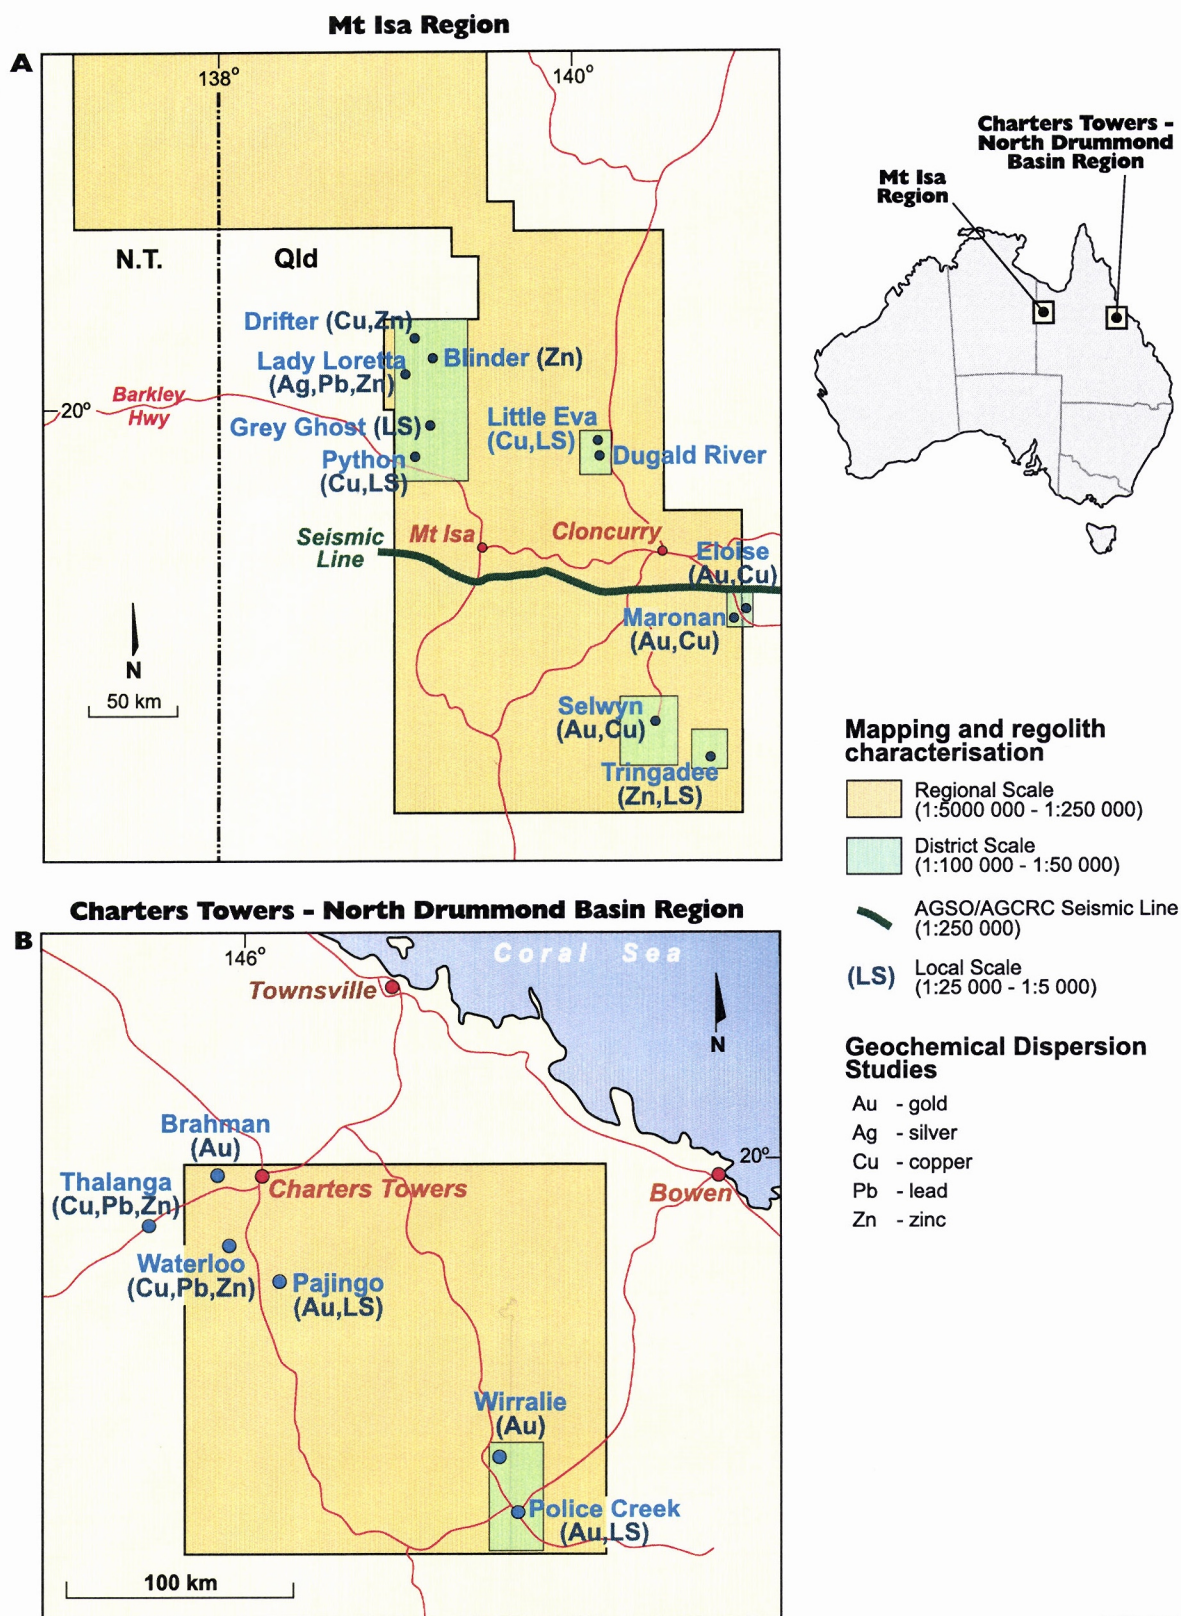 Mt Isa Region
A
138°
140°
N.T.
Qld
Drifter (Cu,Zn)
Blinder (Zn)
Lady Loretta
(Ag,Pb,Zn)
Barkley
Hwy
20°
Grey Ghost (LS)
Little Eva
(Cu,LS)
Dugald River
Python
(Cu,LS)
Seismic
Line
Mt Isa
Cloncurry
Eloise
(Au,Cu)
Maronan
(Au,Cu)
N
50 km
Selwyn
(Au,Cu)
Tringadee
(Zn,LS)
Charters Towers -
North Drummond
Basin Region
Mt Isa
Region
Mapping and regolith
characterisation
Regional Scale
(1:5000 000 - 1:250 000)
District Scale
(1:100 000 - 1:50 000)
AGSO/AGCRC Seismic Line
(1:250 000)
(LS) Local Scale
(1:25 000 - 1:5 000)
Geochemical Dispersion
Studies
Au - gold
Ag - silver
Cu - copper
Pb - lead
Zn - zinc
Charters Towers - North Drummond Basin Region
B
146°
Coral Sea
Townsville
N
Brahman
(Au)
20°
Thalanga
(Cu,Pb,Zn)
Charters Towers
Bowen
Waterloo
(Cu,Pb,Zn)
Pajingo
(Au,LS)
Wirralie
(Au)
Police Creek
(Au,LS)
100 km